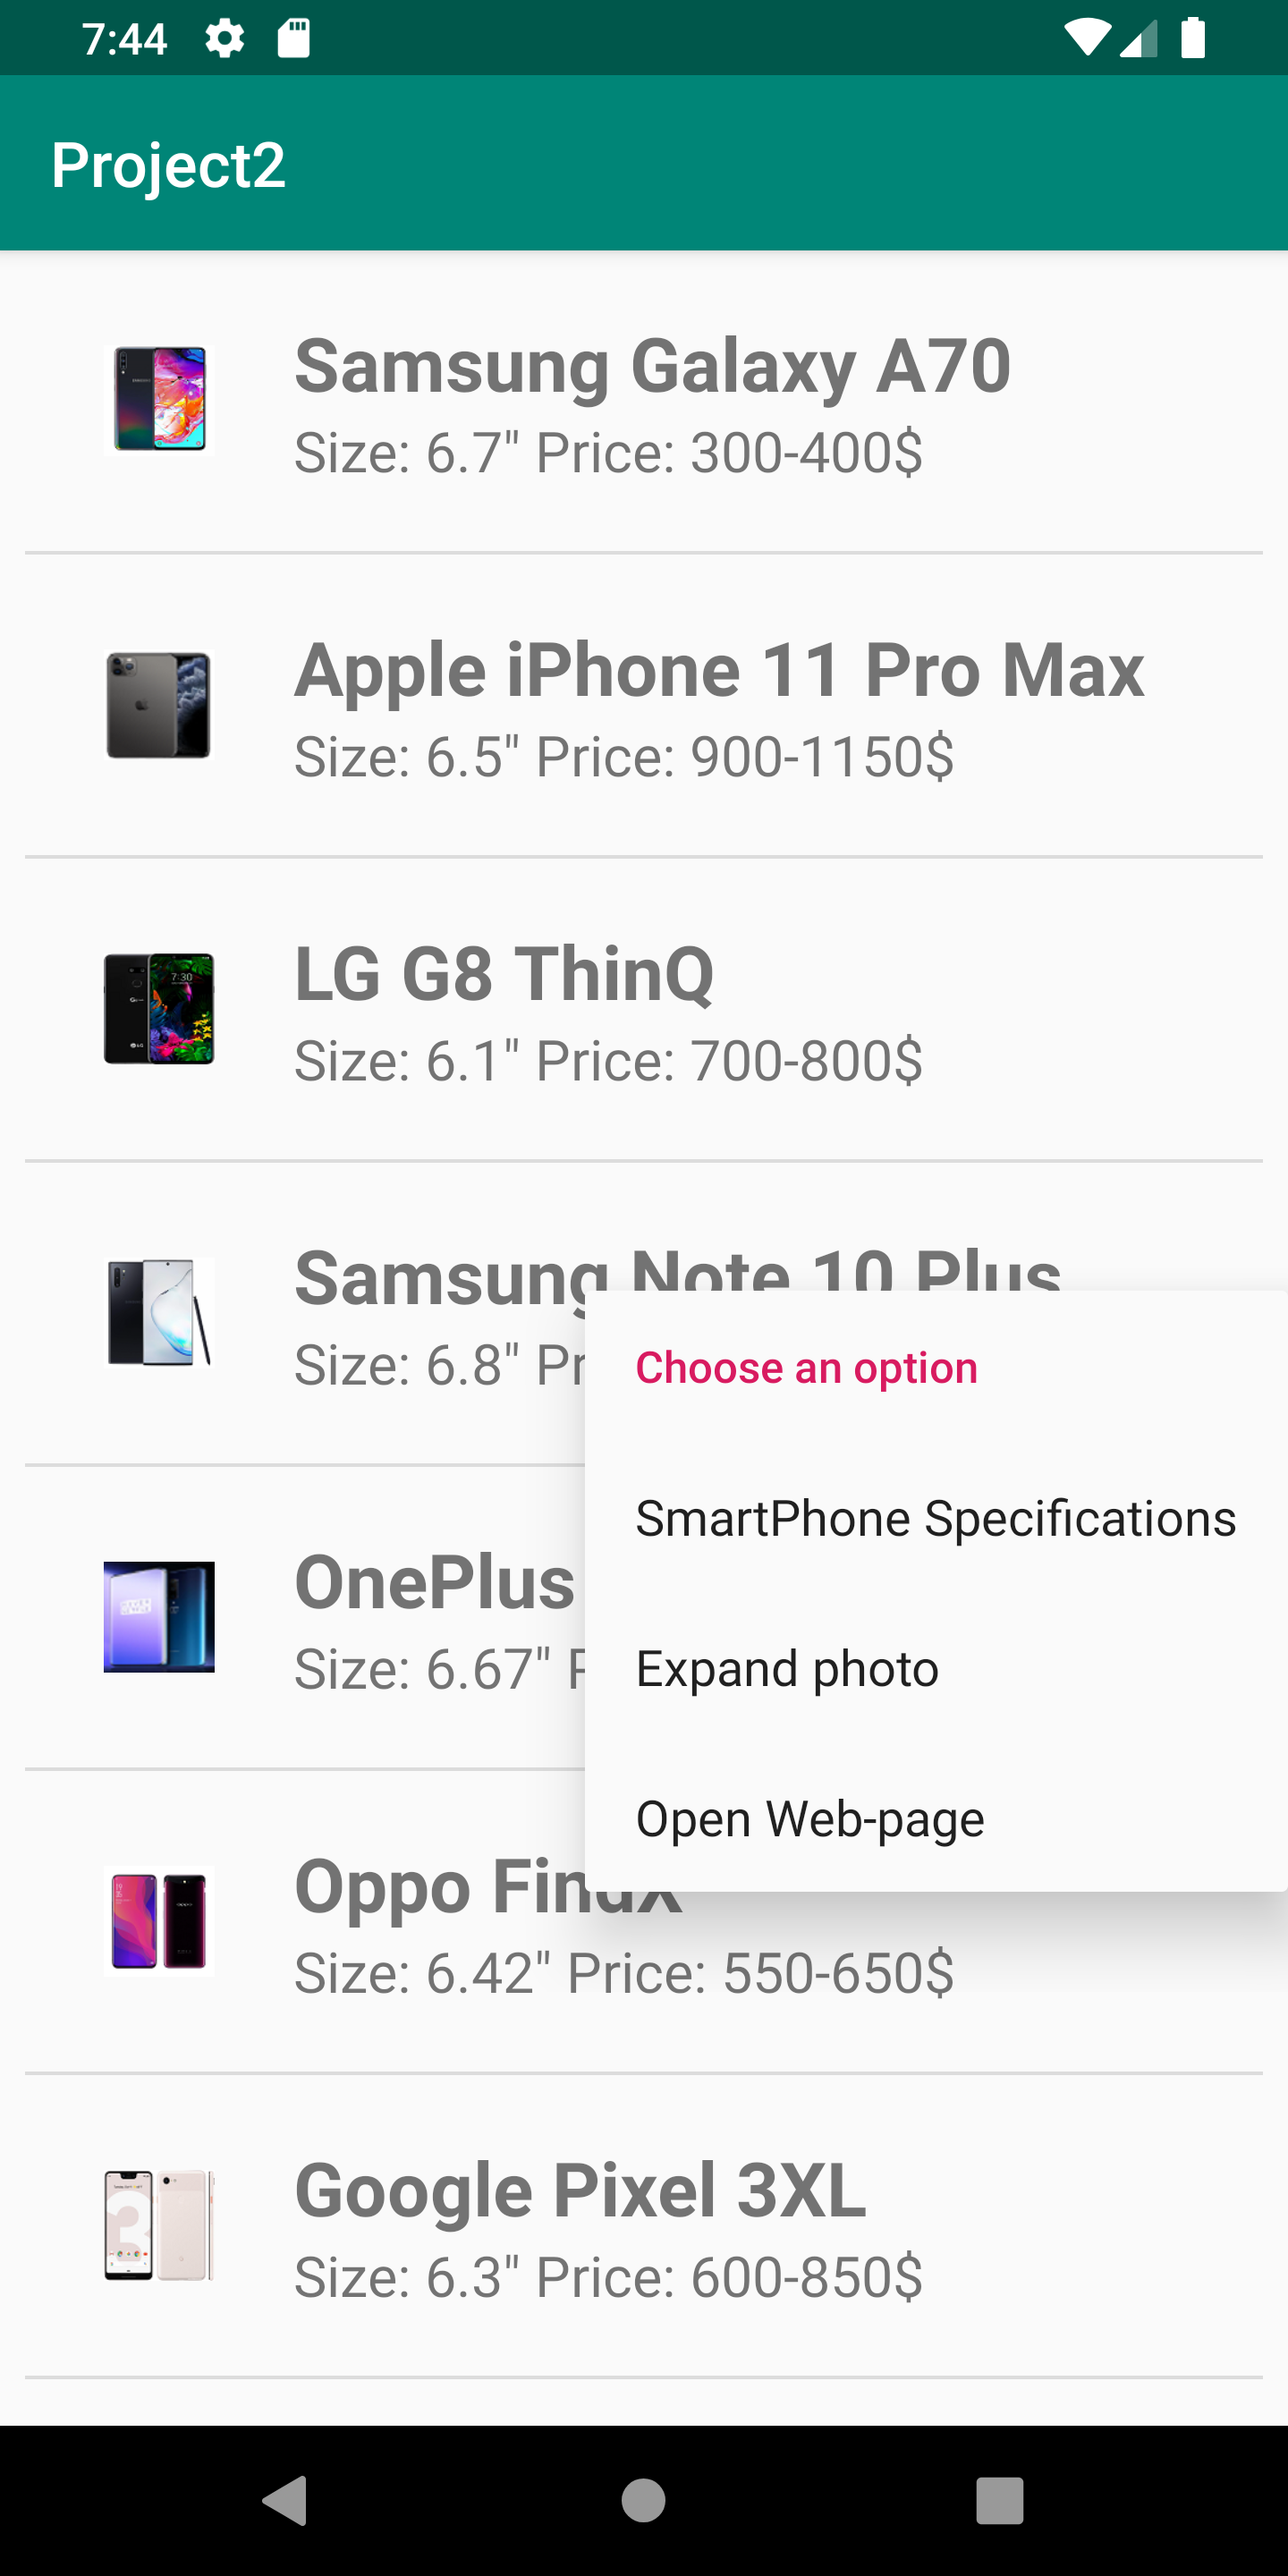 7:44
Project2
Samsung Galaxy A70
Size: 6.7" Price: 300-400$
Apple iPhone 11 Pro Max
Size: 6.5" Price: 900-1150$
LG G8 ThinQ
Size: 6.1" Price: 700-800$
Samsung Note 10 Plus
Size: 6.8"
Choose an option
SmartPhone Specifications
Expand photo
Open Web-page
OnePlus
Size: 6.67"
Oppo FindX
Size: 6.42" Price: 550-650$
Google Pixel 3XL
Size: 6.3" Price: 600-850$